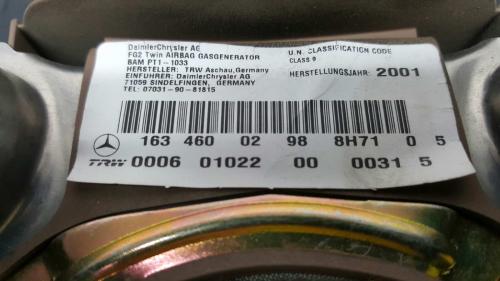 DaimlerChrysler AG
FG2 Twin AIRBAG GASGENERATOR
BAM PT1-1033
HERSTELLER: TRW Aschau,Germany
EINFÜHRER: DaimlerChrysler AG
71059 SINDELFINGEN, GERMANY
TEL: 07031-90-81815
U.N. CLASSIFICATION CODE
CLASS 9
HERSTELLUNGSJAHR: 2001
163 460 02 98 8H71 0 5
TRW 0006 01022 00 0031 5